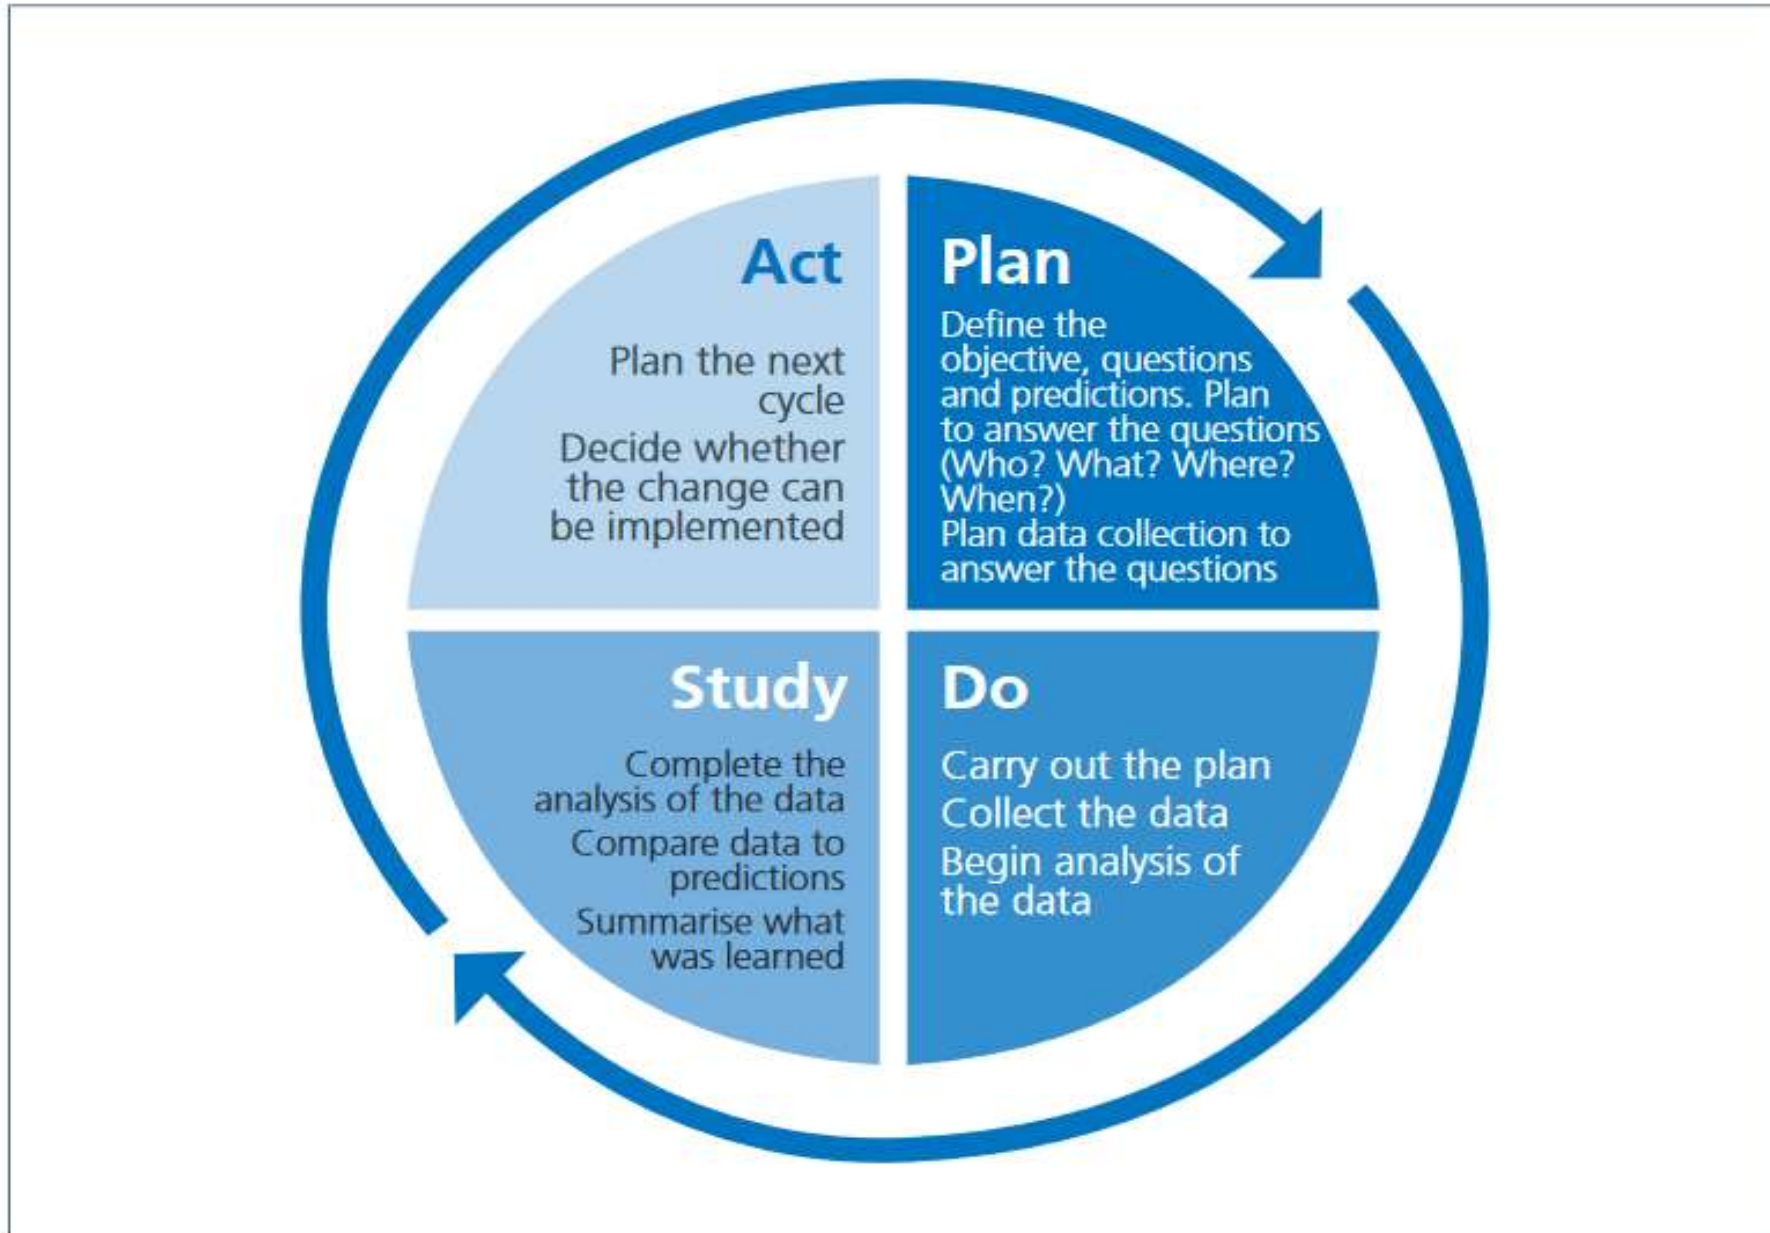 Act
Plan the next
cycle
Decide whether
the change can
be implemented
Plan
Define the
objective, questions
and predictions. Plan
to answer the questions
(Who? What? Where?
When?)
Plan data collection to
answer the questions
Study
Complete the
analysis of the data
Compare data to
predictions
Summarise what
was learned
Do
Carry out the plan
Collect the data
Begin analysis of
the data